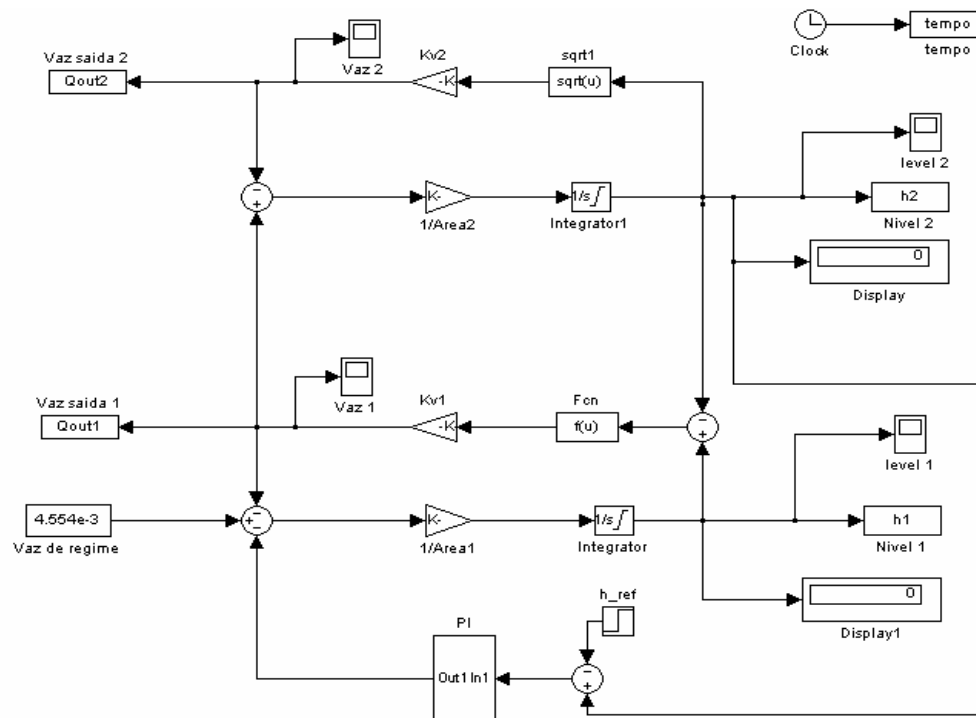 tempo
Clock
tempo
Vaz saida 2
Qout2
Vaz 2
Kv2
-K
sqrt1
sqrt(u)
level 2
-
+
K-
1/Area2
1/s
Integrator1
h2
Nivel 2
0
Display
Vaz saida 1
Qout1
Vaz 1
Kv1
-K
Fcn
f(u)
-
+
level 1
4.554e-3
Vaz de regime
+-
K-
1/Area1
1/s
Integrator
h1
Nivel 1
0
Display1
h_ref
PI
Out1 In1
-
+